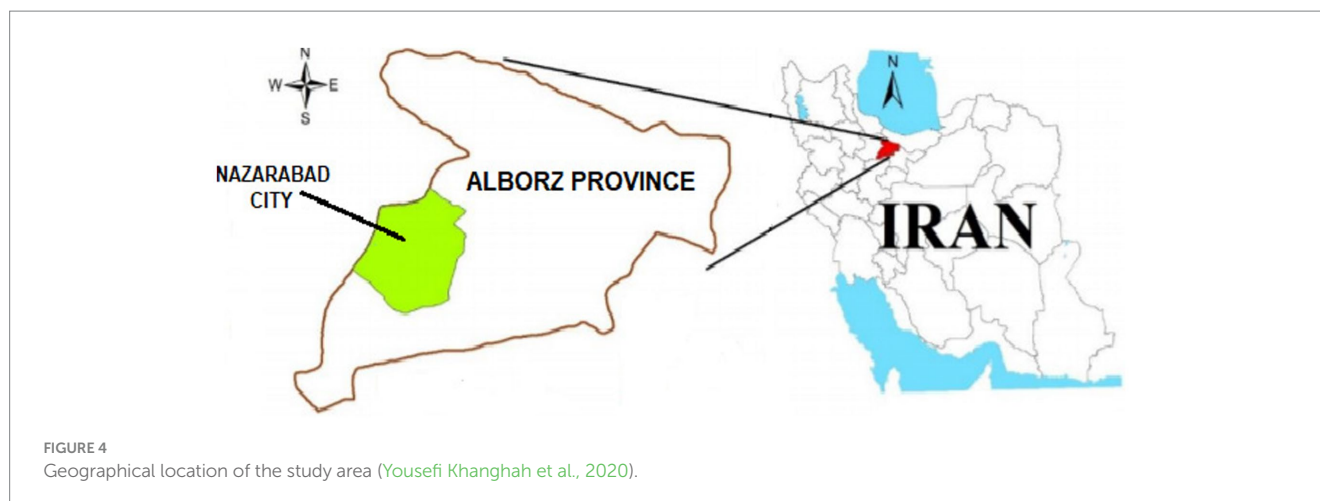 N
W
E
S
NAZARABAD
CITY
ALBORZ PROVINCE
N
IRAN
FIGURE 4
Geographical location of the study area (Yousefi Khanghah et al., 2020).